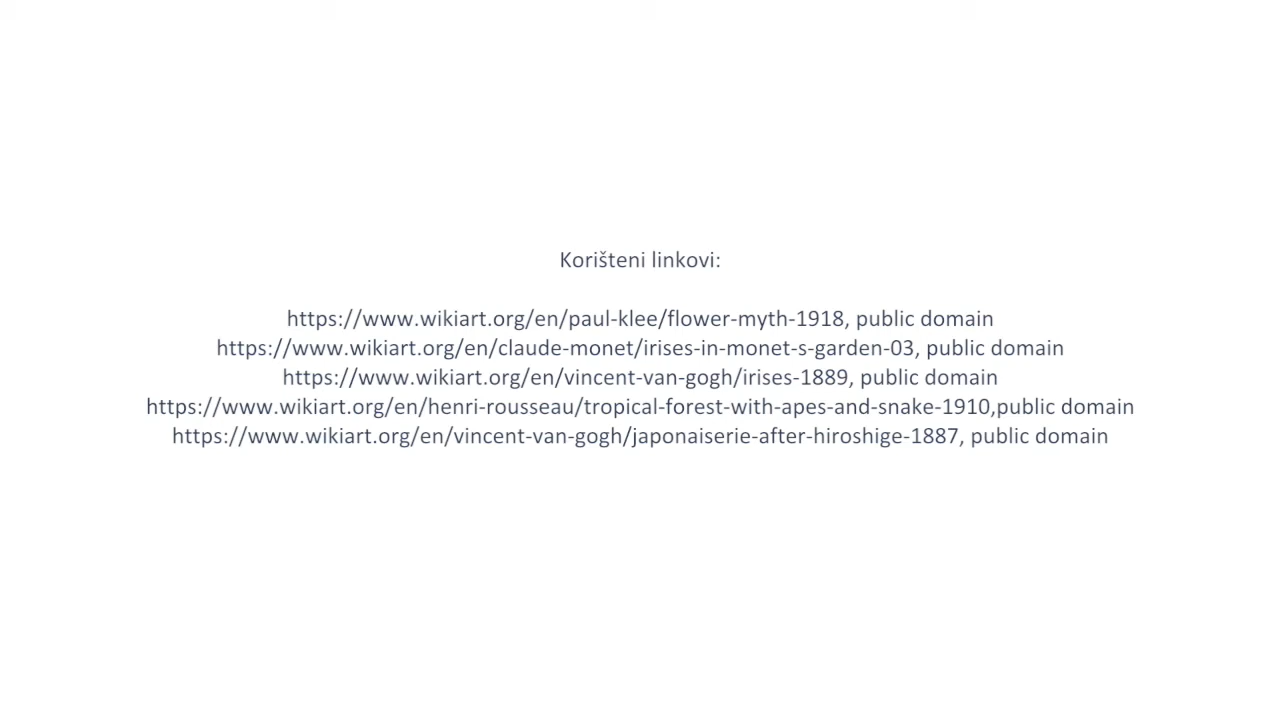 Korišteni linkovi:
https://www.wikiart.org/en/paul-klee/flower-myth-1918, public domain
https://www.wikiart.org/en/claude-monet/irises-in-monet-s-garden-03, public domain
https://www.wikiart.org/en/vincent-van-gogh/irises-1889, public domain
https://www.wikiart.org/en/henri-rousseau/tropical-forest-with-apes-and-snake-1910,public domain
https://www.wikiart.org/en/vincent-van-gogh/japonaiserie-after-hiroshige-1887, public domain